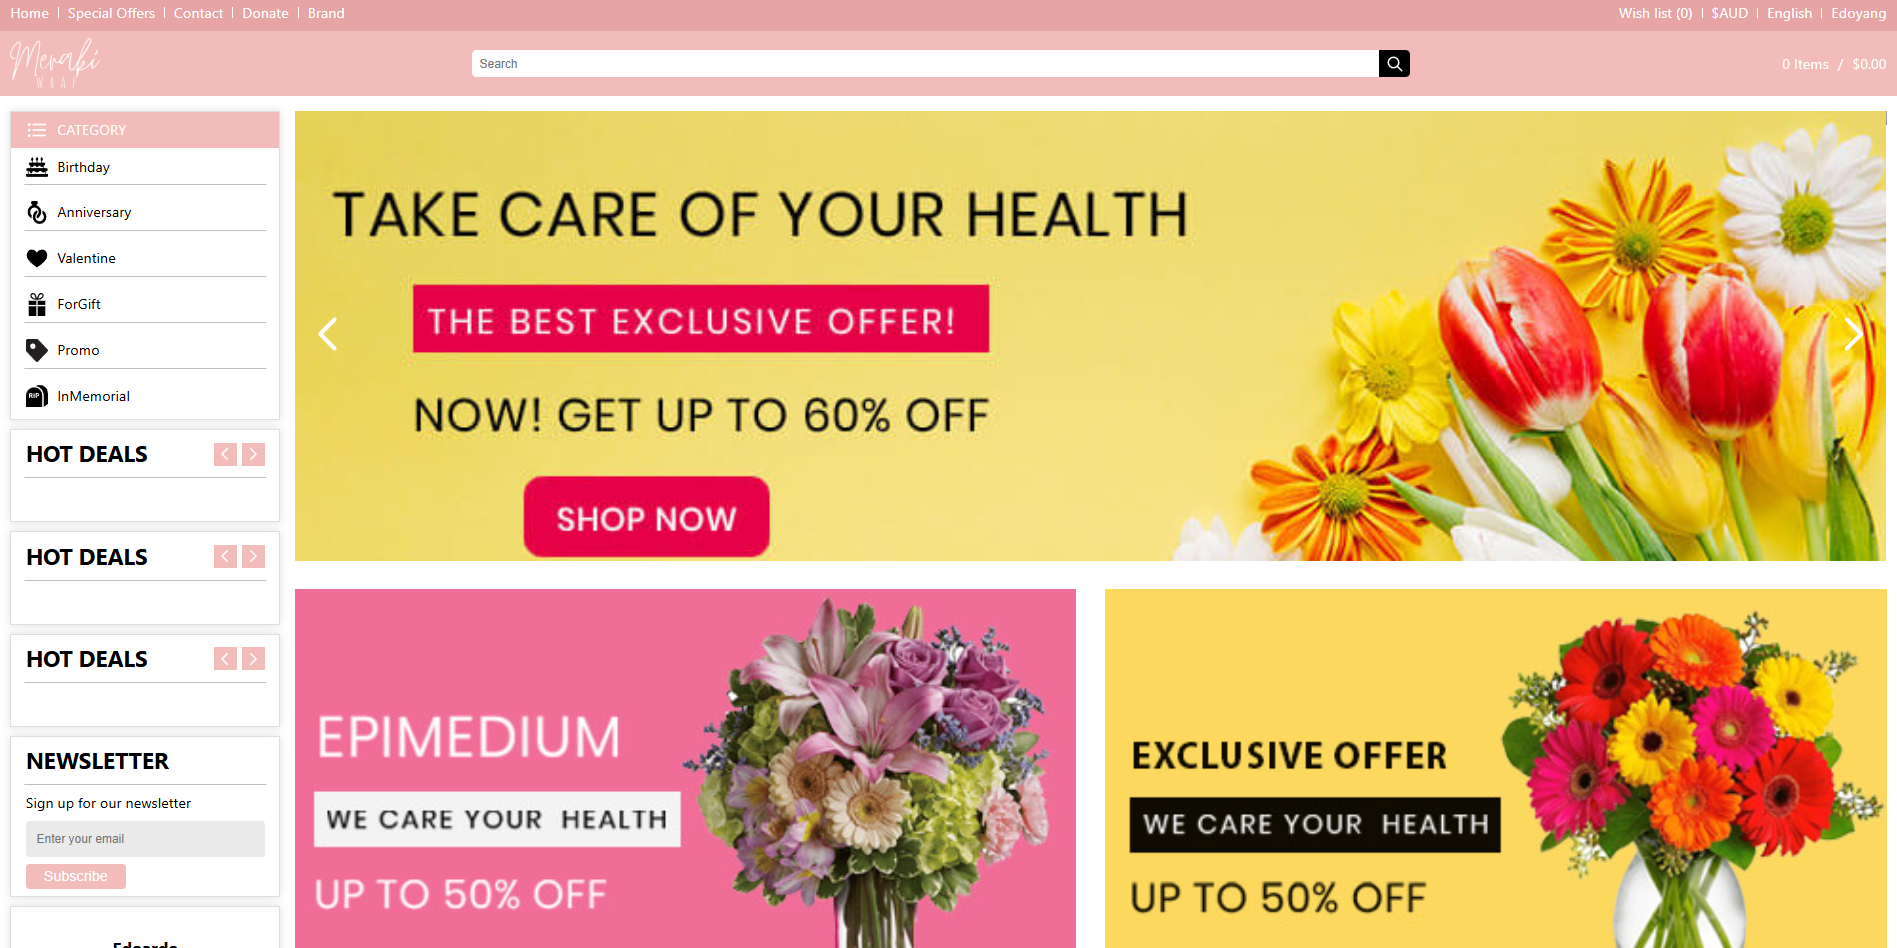 Home
Special Offers
Contact
Donate
Brand
Wish list (0)
$AUD
English
Edoyang
Meraki
WRAP
Search
0 Items / $0.00
CATEGORY
Birthday
Anniversary
Valentine
ForGift
Promo
RIP
InMemorial
HOT DEALS
HOT DEALS
HOT DEALS
NEWSLETTER
Sign up for our newsletter
Enter your email
Subscribe
TAKE CARE OF YOUR HEALTH
THE BEST EXCLUSIVE OFFER!
NOW! GET UP TO 60% OFF
SHOP NOW
EPIMEDIUM
WE CARE YOUR HEALTH
UP TO 50% OFF
EXCLUSIVE OFFER
WE CARE YOUR HEALTH
UP TO 50% OFF